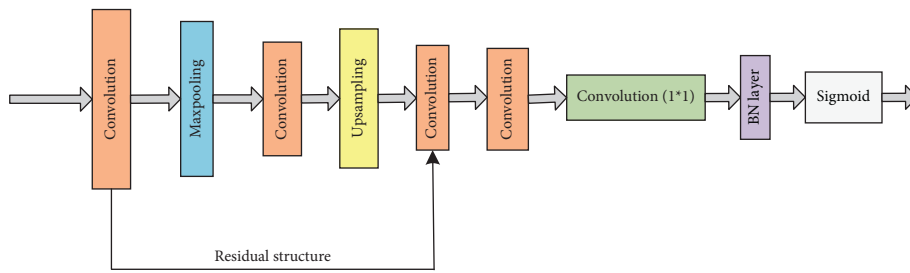 Convolution
Maxpooling
Convolution
Upsampling
Convolution
Convolution
Convolution (1*1)
BN layer
Sigmoid
Residual structure